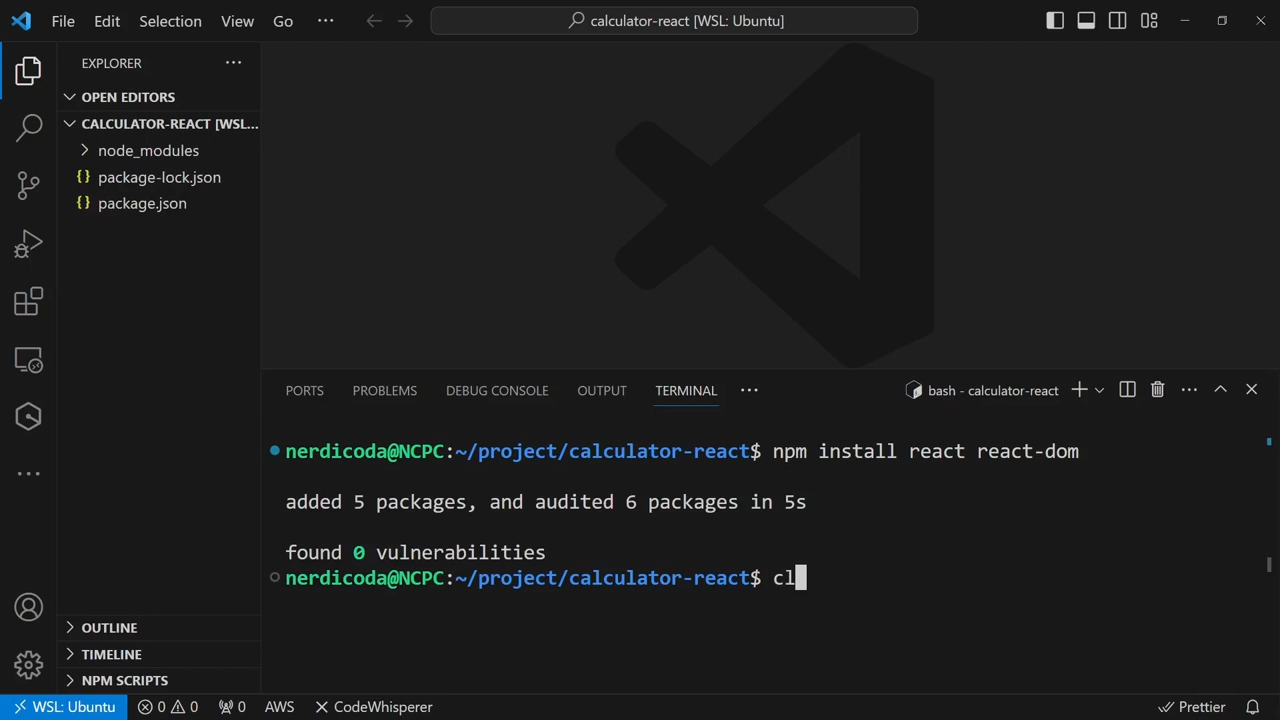 File Edit Selection View Go ··· calculator-react [WSL: Ubuntu]
EXPLORER ···
OPEN EDITORS
CALCULATOR-REACT [WSL...
node_modules
{} package-lock.json
{} package.json
PORTS PROBLEMS DEBUG CONSOLE OUTPUT TERMINAL ··· bash - calculator-react
nerdicoda@NCPC:~/project/calculator-react$ npm install react react-dom
added 5 packages, and audited 6 packages in 5s
found 0 vulnerabilities
nerdicoda@NCPC:~/project/calculator-react$ cl
OUTLINE
TIMELINE
NPM SCRIPTS
WSL: Ubuntu 0 0 0 AWS CodeWhisperer Prettier